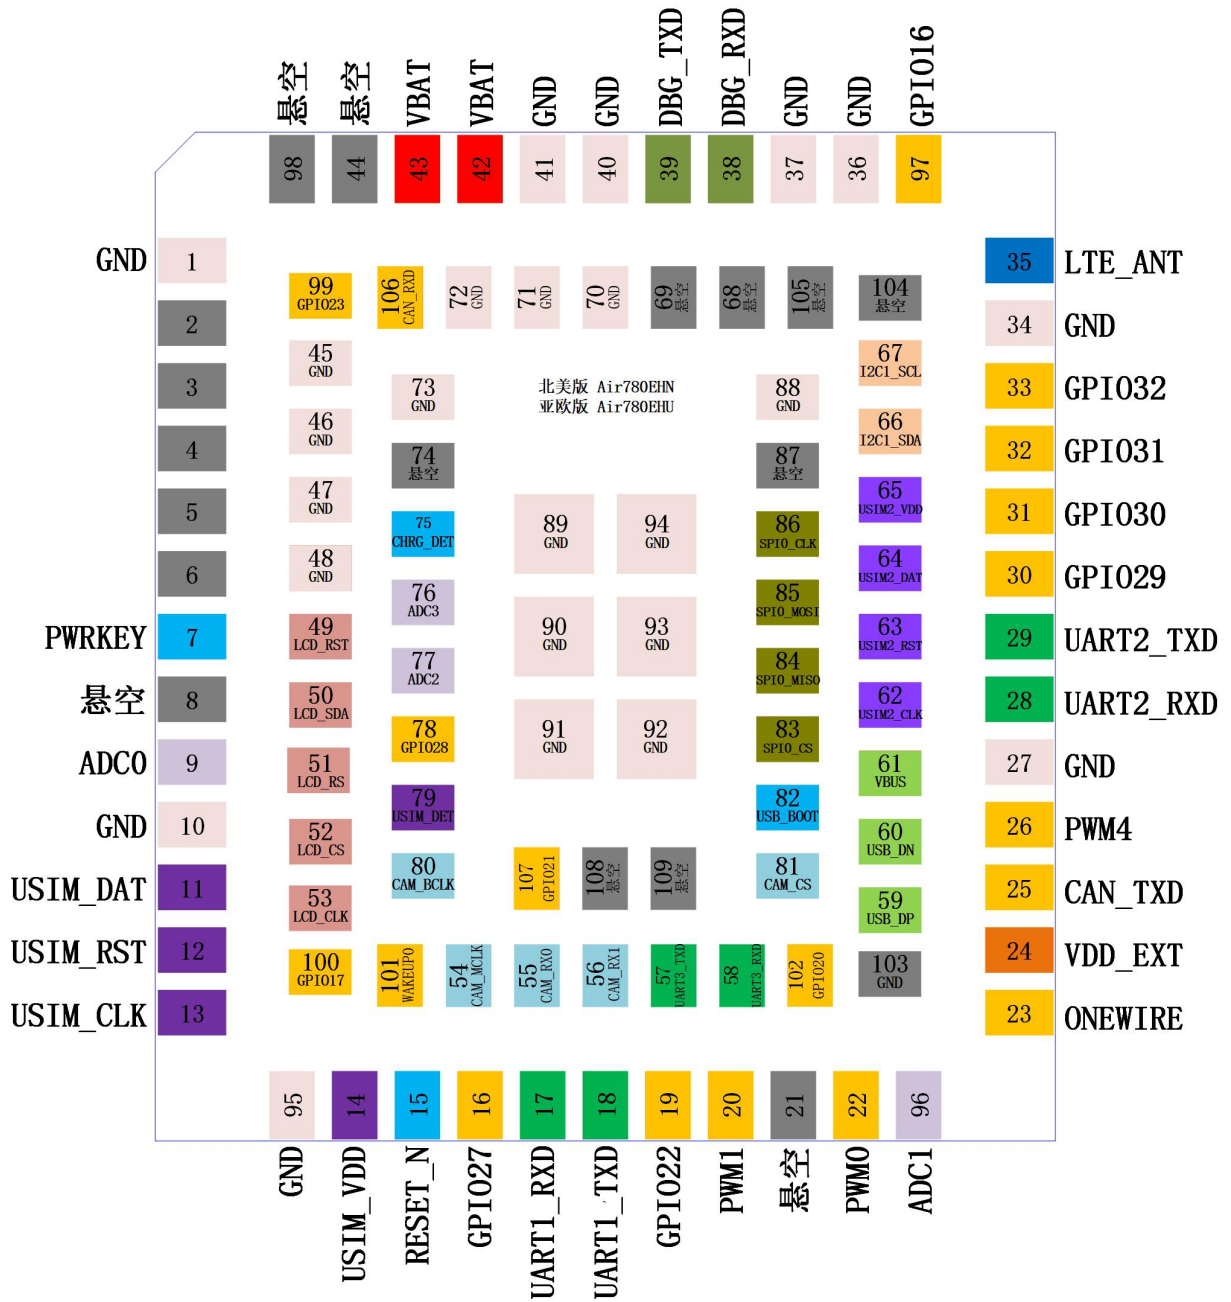 悬空
悬空
VBAT
VBAT
GND
GND
DBG_TXD
DBG_RXD
GND
GND
GPIO16
98
44
43
42
41
40
39
38
37
36
97
GND
1
2
3
4
5
6
PWRKEY
7
悬空
8
ADC0
9
GND
10
USIM_DAT
11
USIM_RST
12
USIM_CLK
13
99
GPIO23
45
GND
46
GND
47
GND
48
GND
49
LCD_RST
50
LCD_SDA
51
LCD_RS
52
LCD_CS
53
LCD_CLK
100
GPIO17
106
CAN_RXD
72
GND
71
GND
70
GND
69
悬空
68
悬空
105
悬空
104
悬空
北美版 Air780EHN
亚欧版 Air780EHU
73
GND
74
悬空
75
CHRG_DET
76
ADC3
77
ADC2
78
GPIO28
79
USIM_DET
80
CAM_BCLK
89
GND
94
GND
90
GND
93
GND
91
GND
92
GND
88
GND
87
悬空
86
SPI0_CLK
85
SPI0_MOSI
84
SPI0_MISO
83
SPI0_CS
82
USB_BOOT
81
CAM_CS
67
I2C1_SCL
66
I2C1_SDA
65
USIM2_VDD
64
USIM2_DAT
63
USIM2_RST
62
USIM2_CLK
61
VBUS
60
USB_DN
59
USB_DP
103
GND
107
GPIO21
108
悬空
109
悬空
101
WAKEUP0
54
CAM_MCLK
55
CAM_RX0
56
CAM_RX1
57
UART3_TXD
58
UART3_RXD
102
GPIO20
35
LTE_ANT
34
GND
33
GPIO32
32
GPIO31
31
GPIO30
30
GPIO29
29
UART2_TXD
28
UART2_RXD
27
GND
26
PWM4
25
CAN_TXD
24
VDD_EXT
23
ONEWIRE
95
14
15
16
17
18
19
20
21
22
96
GND
USIM_VDD
RESET_N
GPIO27
UART1_RXD
UART1_TXD
GPIO22
PWM1
悬空
PWM0
ADC1